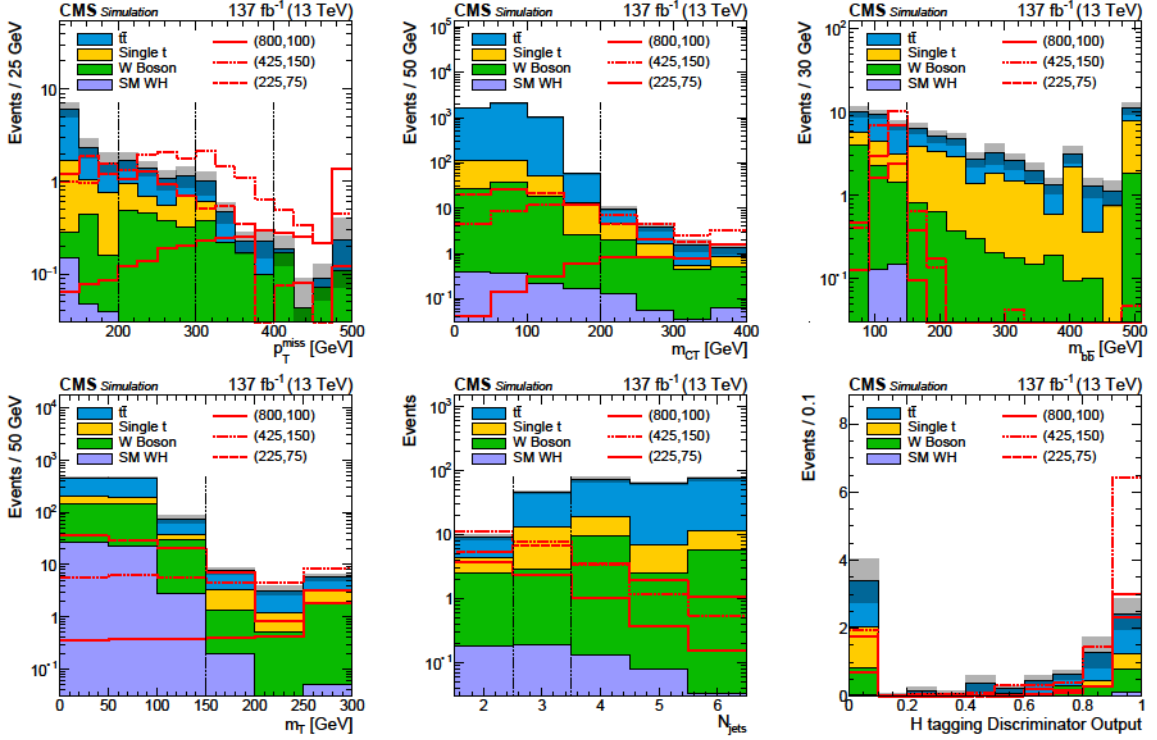 CMS Simulation 137 fb⁻¹ (13 TeV)
Events / 25 GeV
tt̄ (800,100)
Single t (425,150)
W Boson (225,75)
SM WH
10
1
10⁻¹
200 300 400 500
p_T^miss [GeV]
CMS Simulation 137 fb⁻¹ (13 TeV)
Events / 50 GeV
10⁵
tt̄ (800,100)
10⁴
Single t (425,150)
W Boson (225,75)
10³
SM WH
10²
10
1
10⁻¹
0 100 200 300 400
m_CT [GeV]
CMS Simulation 137 fb⁻¹ (13 TeV)
Events / 30 GeV
tt̄ (800,100)
10²
Single t (425,150)
W Boson (225,75)
SM WH
10
1
10⁻¹
100 200 300 400 500
m_bb̄ [GeV]
CMS Simulation 137 fb⁻¹ (13 TeV)
Events / 50 GeV
10⁴
tt̄ (800,100)
Single t (425,150)
10³
W Boson (225,75)
SM WH
10²
10
1
10⁻¹
0 50 100 150 200 250 300
m_T [GeV]
CMS Simulation 137 fb⁻¹ (13 TeV)
Events
10³
tt̄ (800,100)
Single t (425,150)
W Boson (225,75)
10²
SM WH
10
1
10⁻¹
2 3 4 5 6
N_jets
CMS Simulation 137 fb⁻¹ (13 TeV)
Events / 0.1
8
tt̄ (800,100)
Single t (425,150)
W Boson (225,75)
SM WH
6
4
2
0
0 0.2 0.4 0.6 0.8 1
H tagging Discriminator Output